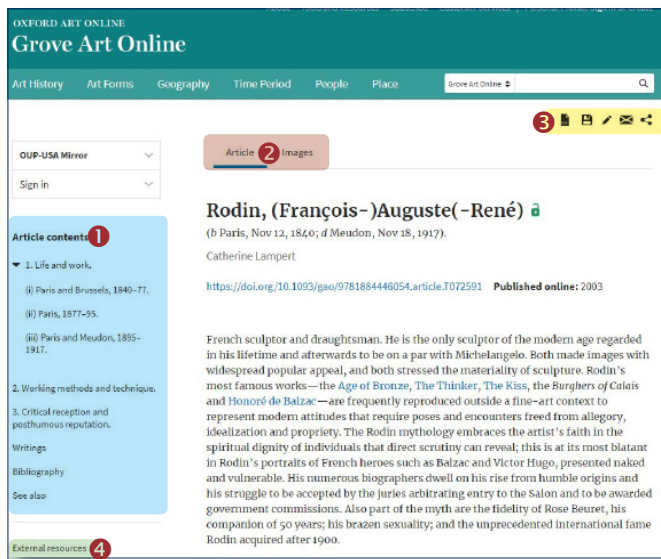 OXFORD ART ONLINE
Grove Art Online
Art History Art Forms Geography Time Period People Place Grove Art Online
3
OUP-USA Mirror
Sign in
Article 2 Images
Rodin, (François-)Auguste(-René)
(b Paris, Nov 12, 1840; d Meudon, Nov 18, 1917).
Catherine Lampert
https://doi.org/10.1093/gao/9781884446054.article.T072591 Published online: 2003
Article contents 1
1. Life and work.
(i) Paris and Brussels, 1840–77.
(ii) Paris, 1877–95.
(iii) Paris and Meudon, 1895–
1917.
2. Working methods and technique.
3. Critical reception and
posthumous reputation.
Writings
Bibliography
See also
External resources 4
French sculptor and draughtsman. He is the only sculptor of the modern age regarded
in his lifetime and afterwards to be on a par with Michelangelo. Both made images with
widespread popular appeal, and both stressed the materiality of sculpture. Rodin's
most famous works—the Age of Bronze, The Thinker, The Kiss, the Burghers of Calais
and Honoré de Balzac—are frequently reproduced outside a fine-art context to
represent modern attitudes that require poses and encounters freed from allegory,
idealization and propriety. The Rodin mythology embraces the artist's faith in the
spiritual dignity of individuals that direct scrutiny can reveal; this is at its most blatant
in Rodin's portraits of French heroes such as Balzac and Victor Hugo, presented naked
and vulnerable. His numerous biographers dwell on his rise from humble origins and
his struggle to be accepted by the juries arbitrating entry to the Salon and to be awarded
government commissions. Also part of the myth are the fidelity of Rose Beuret, his
companion of 50 years; his brazen sexuality; and the unprecedented international fame
Rodin acquired after 1900.